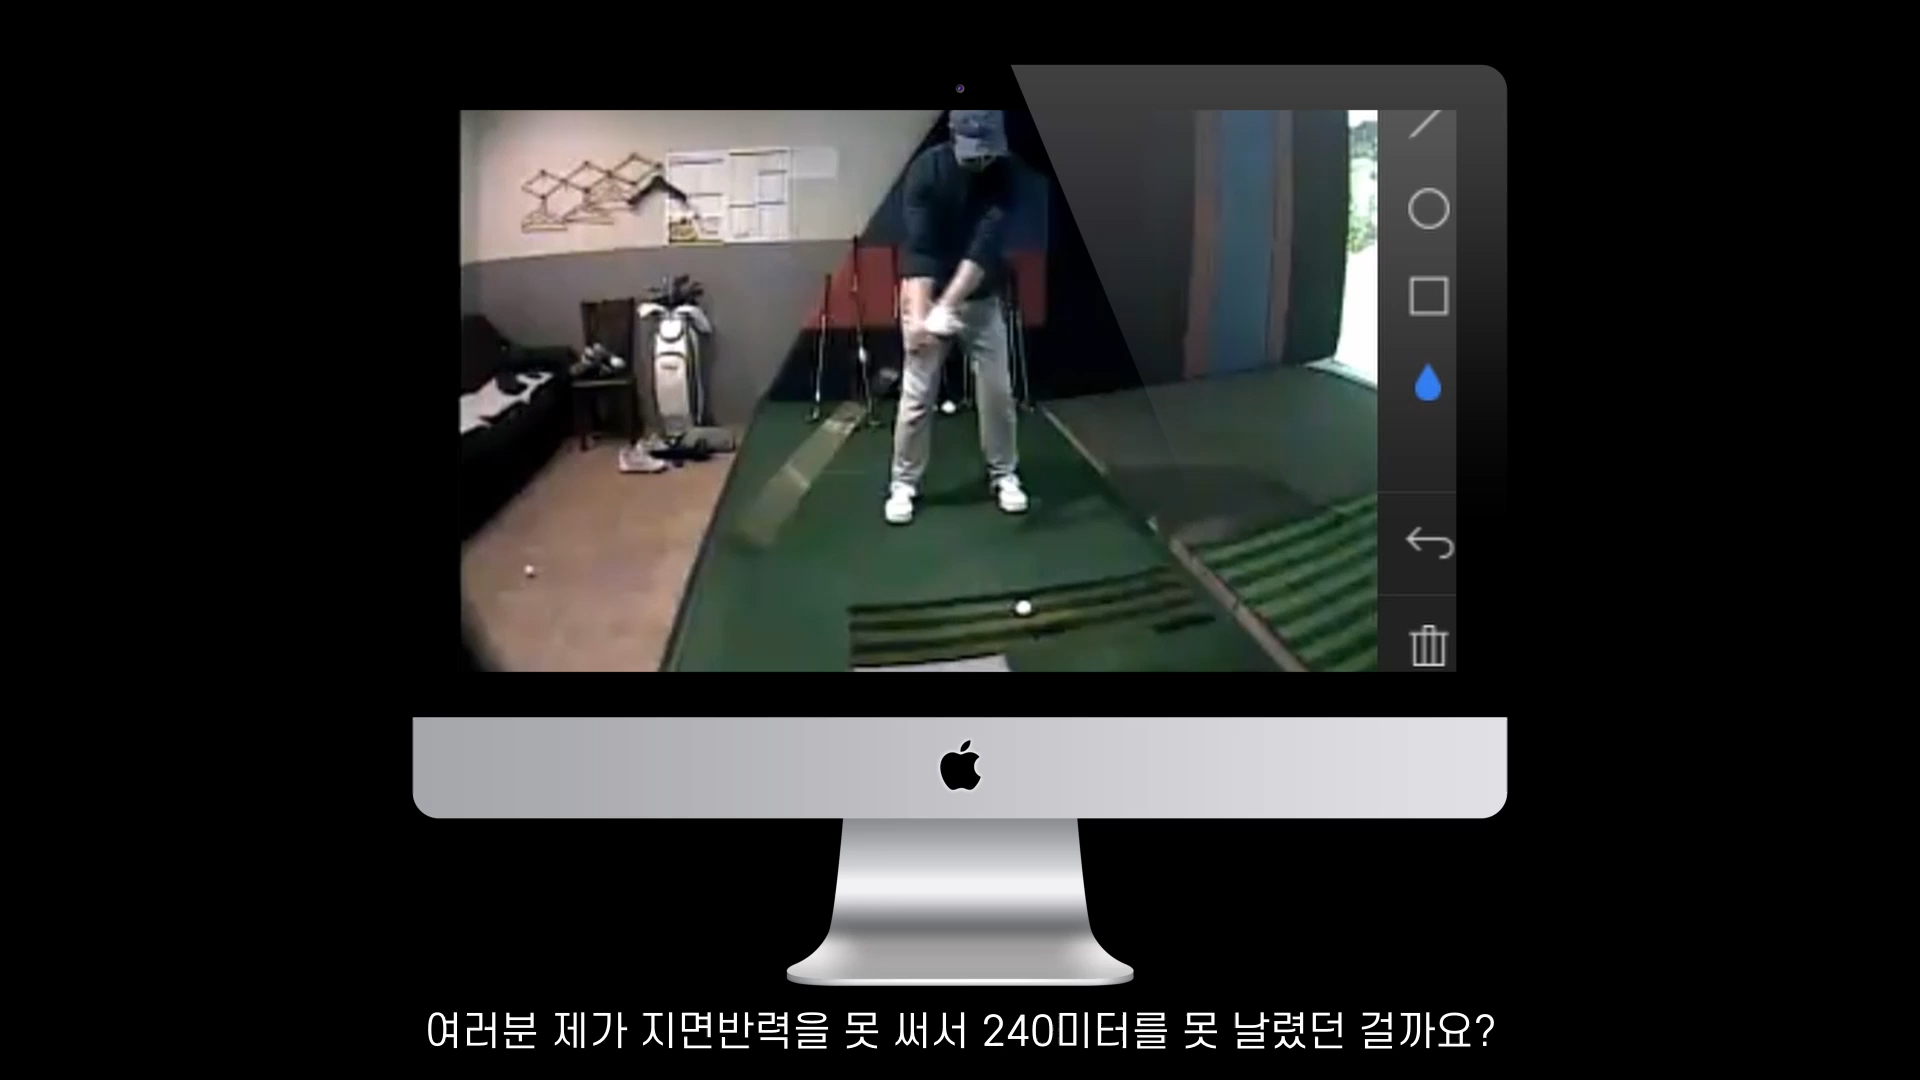 여러분 제가 지면반력을 못 써서 240미터를 못 날렸던 걸까요?